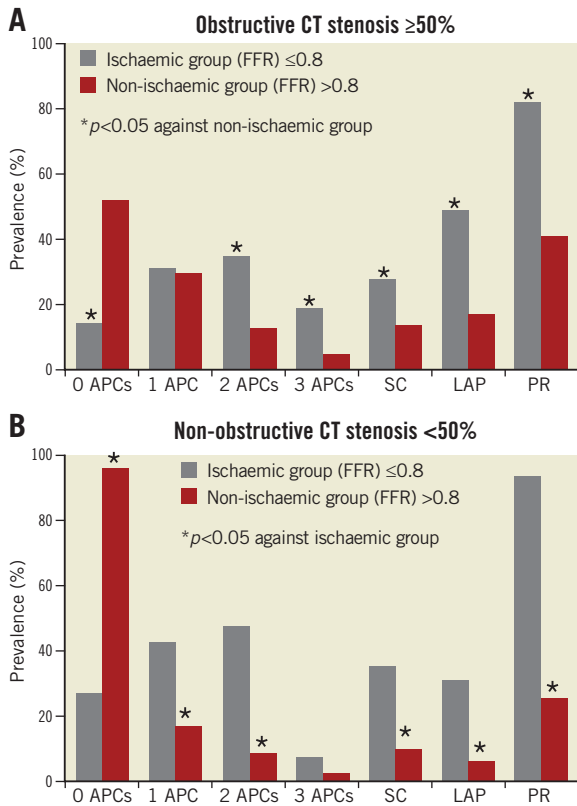 A
Obstructive CT stenosis ≥50%
100
80
60
40
20
0
Prevalence (%)
Ischaemic group (FFR) ≤0.8
Non-ischaemic group (FFR) >0.8
*p<0.05 against non-ischaemic group
* * * * * *
0 APCs 1 APC 2 APCs 3 APCs SC LAP PR
B
Non-obstructive CT stenosis <50%
100
80
60
40
20
0
Prevalence (%)
Ischaemic group (FFR) ≤0.8
Non-ischaemic group (FFR) >0.8
*p<0.05 against ischaemic group
* * * * * *
0 APCs 1 APC 2 APCs 3 APCs SC LAP PR